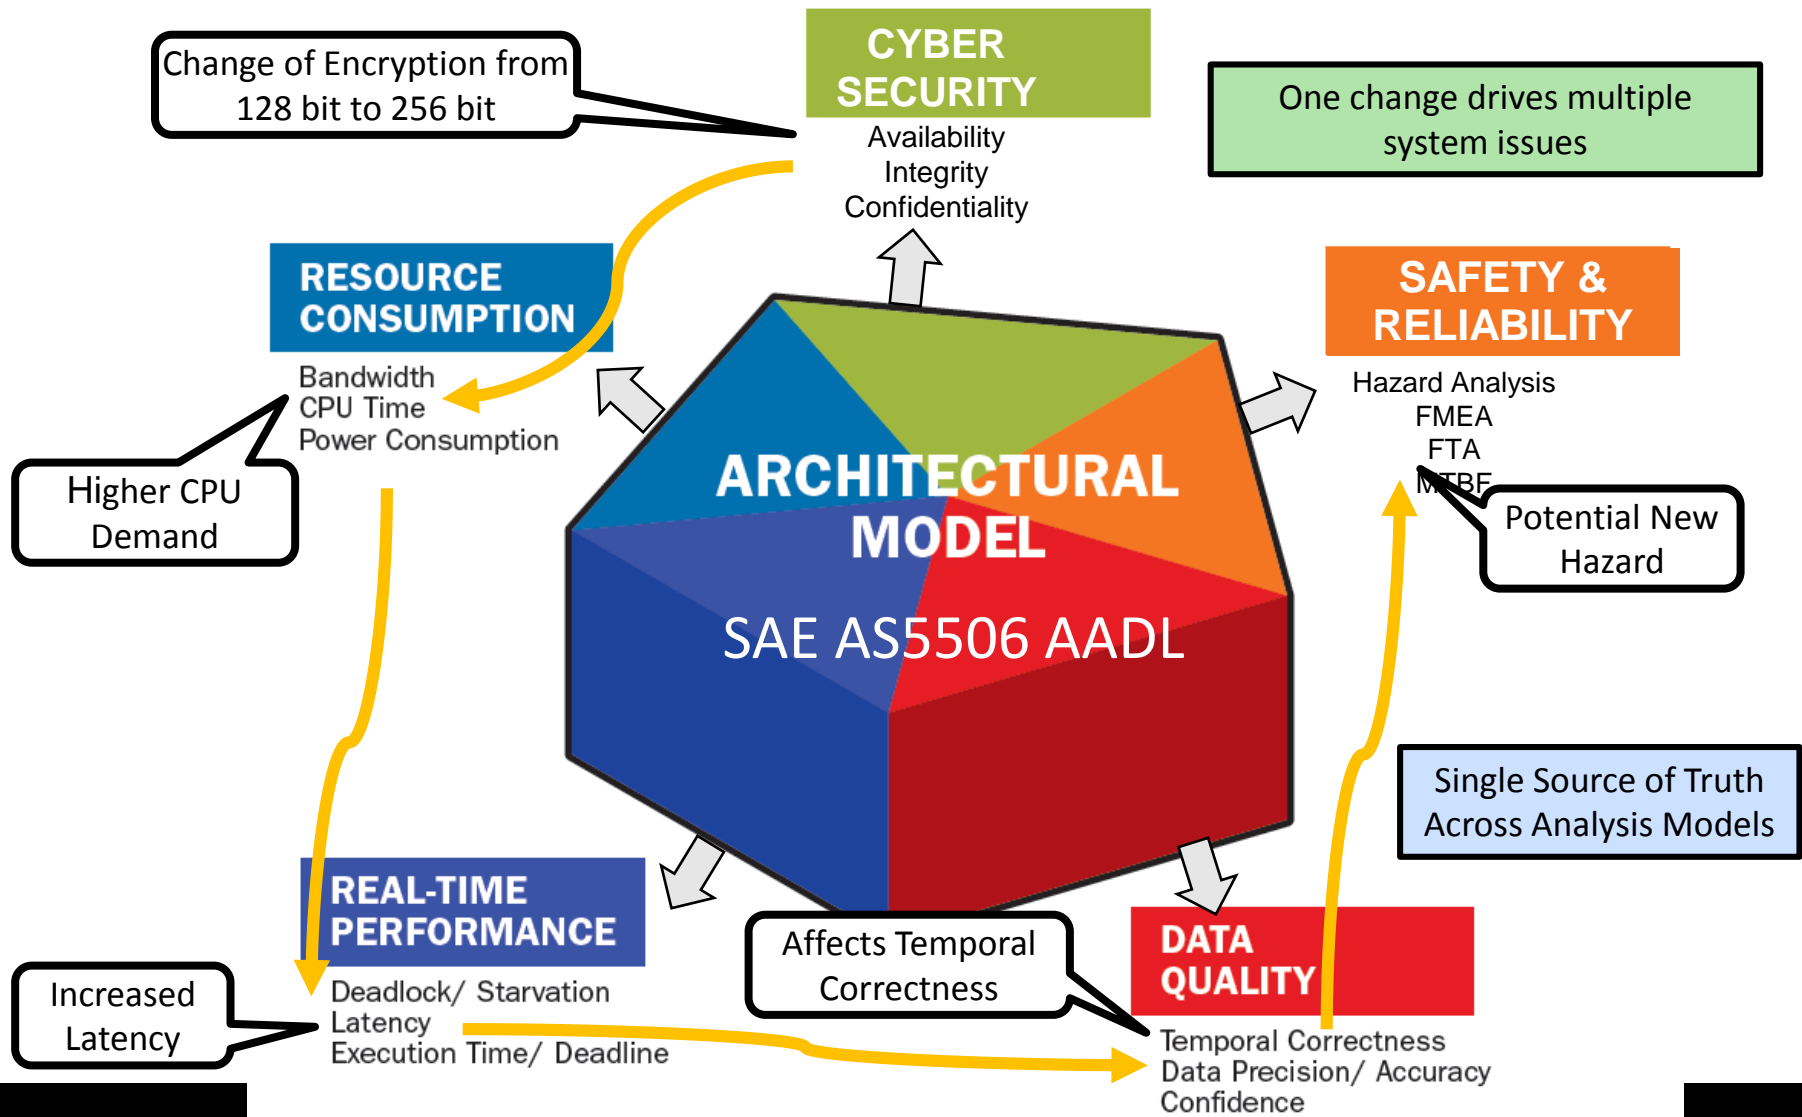 Change of Encryption from
128 bit to 256 bit
CYBER
SECURITY
Availability
Integrity
Confidentiality
One change drives multiple
system issues
RESOURCE
CONSUMPTION
Bandwidth
CPU Time
Power Consumption
Higher CPU
Demand
SAFETY &
RELIABILITY
Hazard Analysis
FMEA
FTA
MTBF
Potential New
Hazard
ARCHITECTURAL
MODEL
SAE AS5506 AADL
Single Source of Truth
Across Analysis Models
REAL-TIME
PERFORMANCE
Deadlock/ Starvation
Latency
Execution Time/ Deadline
Increased
Latency
Affects Temporal
Correctness
DATA
QUALITY
Temporal Correctness
Data Precision/ Accuracy
Confidence